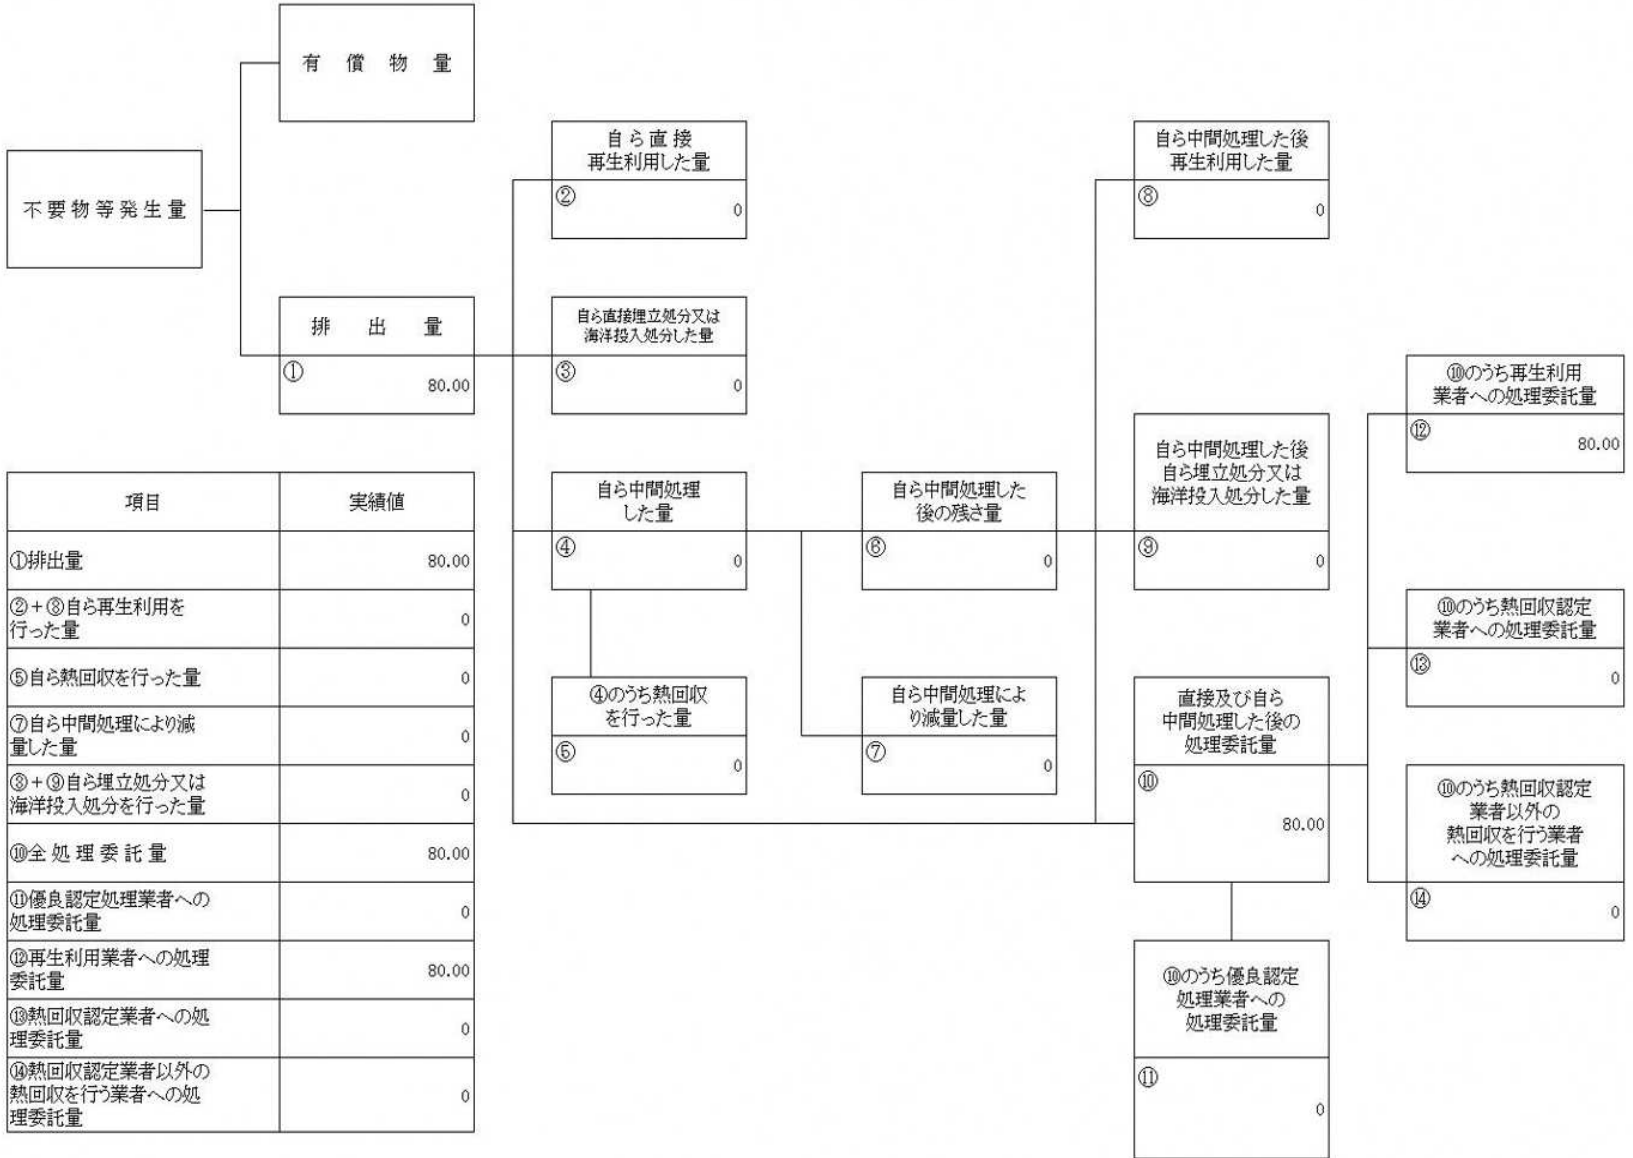 有償物量
不要物等発生量
排出量
①
80.00
自ら直接
再生利用した量
②
0
自ら直接埋立処分又は
海洋投入処分した量
③
0
自ら中間処理
した量
④
0
④のうち熱回収
を行った量
⑤
0
自ら中間処理した
後の残さ量
⑥
0
自ら中間処理によ
り減量した量
⑦
0
自ら中間処理した後
再生利用した量
⑧
0
自ら中間処理した後
自ら埋立処分又は
海洋投入処分した量
⑨
0
直接及び自ら
中間処理した後の
処理委託量
⑩
80.00
⑩のうち優良認定
処理業者への
処理委託量
⑪
0
⑩のうち再生利用
業者への処理委託量
⑫
80.00
⑩のうち熱回収認定
業者への処理委託量
⑬
0
⑩のうち熱回収認定
業者以外の
熱回収を行う業者
への処理委託量
⑭
0
項目 実績値
①排出量 80.00
②+⑧自ら再生利用を
行った量
0
⑤自ら熱回収を行った量 0
⑦自ら中間処理により減
量した量
0
③+⑨自ら埋立処分又は
海洋投入処分を行った量
0
⑩全処理委託量 80.00
⑪優良認定処理業者への
処理委託量
0
⑫再生利用業者への処理
委託量
80.00
⑬熱回収認定業者への処
理委託量
0
⑭熱回収認定業者以外の
熱回収を行う業者への処
理委託量
0